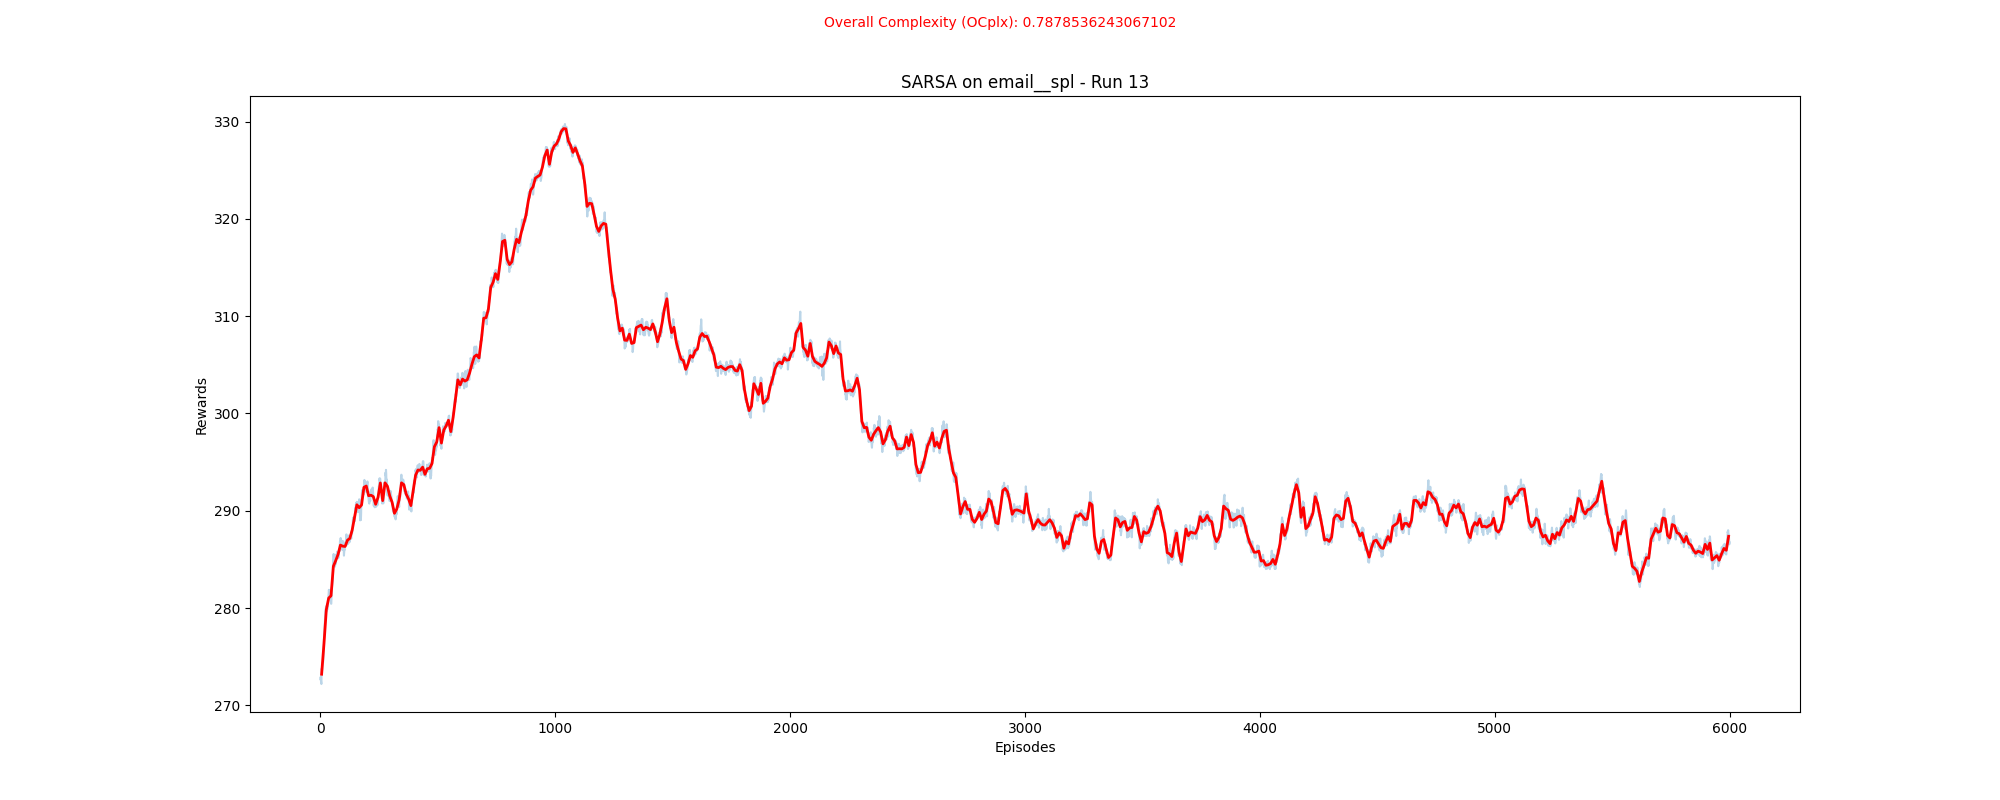 Overall Complexity (OCplx): 0.7878536243067102
SARSA on email__spl - Run 13
330
320
310
300
290
280
270
Rewards
0 1000 2000 3000 4000 5000 6000
Episodes